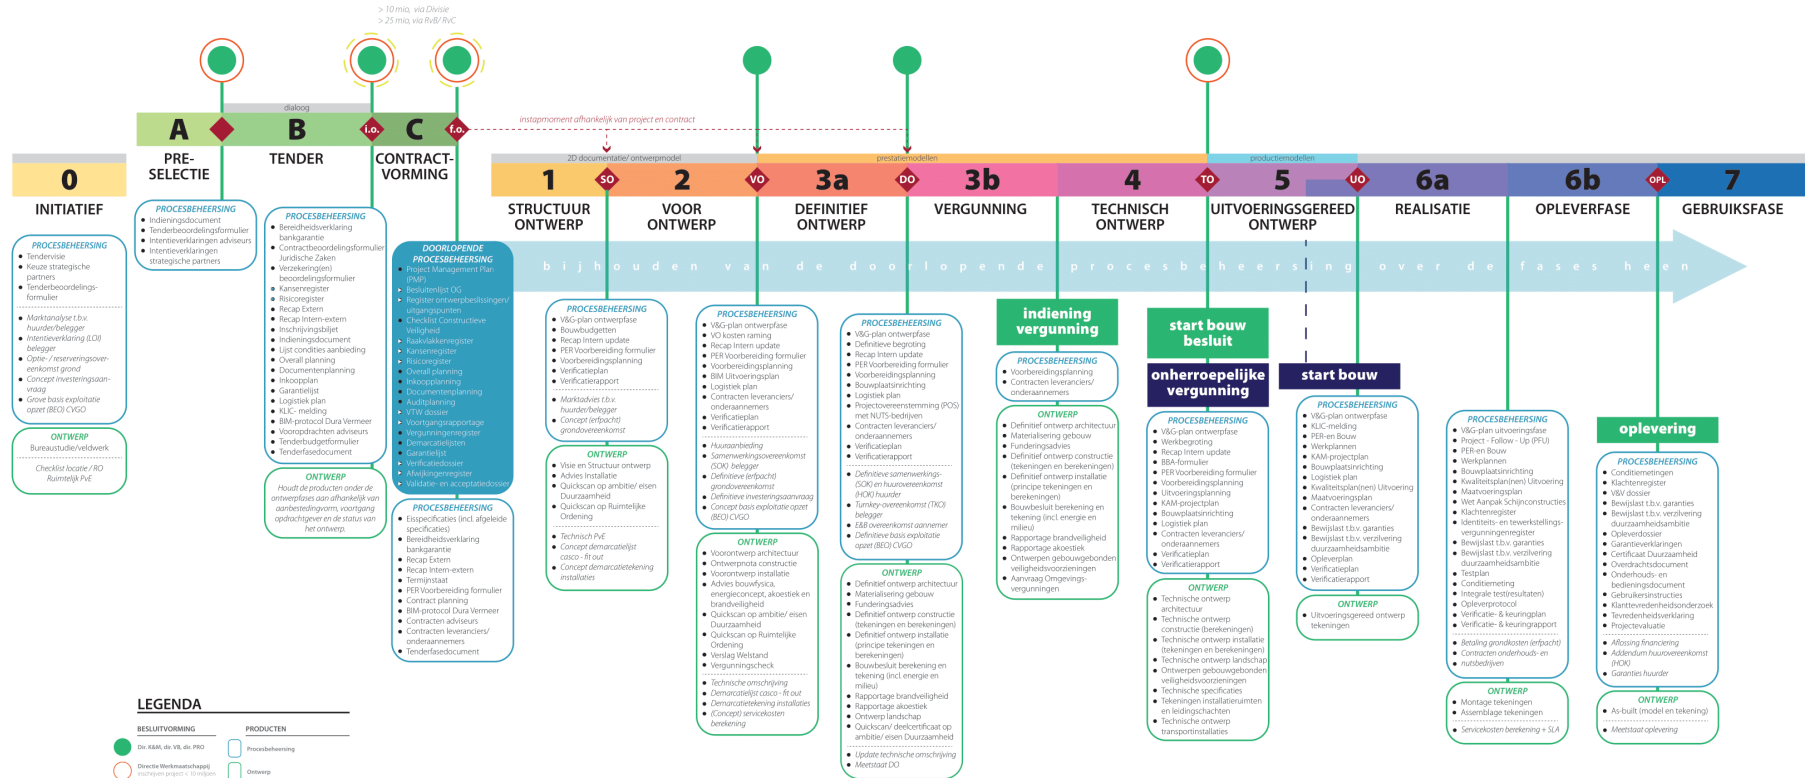 > 10 mio, via Divisie
> 25 mio, via RvB/ RvC
dialoog
A
B
i.o.
C
f.o.
instapmoment afhankelijk van project en contract
PRE-
SELECTIE
TENDER
CONTRACT-
VORMING
2D documentatie/ ontwerpmodel
prestatiemodellen
productiemodellen
0
1
SO
2
VO
3a
DO
3b
4
TO
5
UO
6a
6b
OPL
7
INITIATIEF
STRUCTUUR
ONTWERP
VOOR
ONTWERP
DEFINITIEF
ONTWERP
VERGUNNING
TECHNISCH
ONTWERP
UITVOERINGSGEREED
ONTWERP
REALISATIE
OPLEVERFASE
GEBRUIKSFASE
bijhouden van de doorlopende procesbeheersing over de fases heen
PROCESBEHEERSING
Tendervisie
Keuze strategische
partners
Tenderbeoordelings-
formulier
Marktanalyse t.b.v.
huurder/belegger
Intentieverklaring (LOI)
belegger
Optie- / reserveringsover-
eenkomst grond
Concept investeringsaan-
vraag
Grove basis exploitatie
opzet (BEO) CVGO
ONTWERP
Bureaustudie/veldwerk
Checklist locatie / RO
Ruimtelijk PvE
PROCESBEHEERSING
Indieningsdocument
Tenderbeoordelingsformulier
Intentieverklaringen adviseurs
Intentieverklaringen
strategische partners
PROCESBEHEERSING
Bereidheidsverklaring
bankgarantie
Contractbeoordelingsformulier
Juridische Zaken
Verzekering(en)
beoordelingsformulier
Kansenregister
Risicoregister
Recap Extern
Recap Intern-extern
Inschrijvingsbiljet
Indieningsdocument
Lijst condities aanbieding
Overall planning
Documentenplanning
Inkoopplan
Garantielijst
Logistiek plan
KLIC- melding
BIM-protocol Dura Vermeer
Vooropdrachten adviseurs
Tenderbudgetformulier
Tenderfasedocument
ONTWERP
Houdt de producten onder de
ontwerpfases aan afhankelijk van
aanbestedingvorm, voortgang
opdrachtgever en de status van
het ontwerp.
DOORLOPENDE
PROCESBEHEERSING
Project Management Plan
(PMP)
Besluitenlijst OG
Register ontwerpbeslissingen/
uitgangspunten
Checklist Constructieve
Veiligheid
Raakvlakkenregister
Kansenregister
Risicoregister
Overall planning
Inkoopplanning
Documentenplanning
Auditplanning
VTW dossier
Voortgangsrapportage
Vergunningenregister
Demarcatielijsten
Garantielijst
Verificatiedossier
Afwijkingenregister
Validatie- en acceptatiedossier
PROCESBEHEERSING
Eisspecificaties (incl. afgeleide
specificaties)
Bereidheidsverklaring
bankgarantie
Recap Extern
Recap Intern-extern
Termijnstaat
PER Voorbereiding formulier
Contract planning
BIM-protocol Dura Vermeer
Contracten adviseurs
Contracten leveranciers/
onderaannemers
Tenderfasedocument
PROCESBEHEERSING
V&G-plan ontwerpfase
Bouwbudgetten
Recap Intern update
PER Voorbereiding formulier
Voorbereidingsplanning
Verificatieplan
Verificatierapport
Marktadvies t.b.v.
huurder/belegger
Concept (erfpacht)
grondovereenkomst
ONTWERP
Visie en Structuur ontwerp
Advies Installatie
Quickscan op ambitie/ eisen
Duurzaamheid
Quickscan op Ruimtelijke
Ordening
Technisch PvE
Concept demarcatielijst
casco - fit out
Concept demarcatietekening
installaties
PROCESBEHEERSING
V&G-plan ontwerpfase
VO kosten raming
Recap Intern update
PER Voorbereiding formulier
Voorbereidingsplanning
BIM Uitvoeringsplan
Logistiek plan
Contracten leveranciers/
onderaannemers
Verificatieplan
Verificatierapport
Huuraanbieding
Samenwerkingsovereenkomst
(SOK) belegger
Definitieve (erfpacht)
grondovereenkomst
Definitieve investeringsaanvraag
Concept basis exploitatie opzet
(BEO) CVGO
ONTWERP
Voorontwerp architectuur
Ontwerpnota constructie
Voorontwerp installatie
Advies bouwfysica,
energieconcept, akoestiek en
brandveiligheid
Quickscan op ambitie/ eisen
Duurzaamheid
Quickscan op Ruimtelijke
Ordening
Verslag Welstand
Vergunningcheck
Technische omschrijving
Demarcatielijst casco - fit out
Demarcatietekening installaties
(Concept) servicekosten
berekening
PROCESBEHEERSING
V&G-plan ontwerpfase
Definitieve begroting
Recap Intern update
PER Voorbereiding formulier
Voorbereidingsplanning
Bouwplaatsinrichting
Logistiek plan
Projectovereenstemming (POS)
met NUTS-bedrijven
Contracten leveranciers/
onderaannemers
Verificatieplan
Verificatierapport
Definitieve samenwerkings-
(SOK) en huurovereenkomst
(HOK) huurder
Turnkey-overeenkomst (TKO)
belegger
E&B overeenkomst aannemer
Definitieve basis exploitatie
opzet (BEO) CVGO
ONTWERP
Definitief ontwerp architectuur
Materialisering gebouw
Funderingsadvies
Definitief ontwerp constructie
(tekeningen en berekeningen)
Definitief ontwerp installatie
(principe tekeningen en
berekeningen)
Bouwbesluit berekening en
tekening (incl. energie en
milieu)
Rapportage brandveiligheid
Rapportage akoestiek
Ontwerp landschap
Quickscan/ deelcertificaat op
ambitie/ eisen Duurzaamheid
Update technische omschrijving
Meetstaat DO
indiening
vergunning
PROCESBEHEERSING
Voorbereidingsplanning
Contracten leveranciers/
onderaannemers
ONTWERP
Definitief ontwerp architectuur
Materialisering gebouw
Funderingsadvies
Definitief ontwerp constructie
(tekeningen en berekeningen)
Definitief ontwerp installatie
(principe tekeningen en
berekeningen)
Bouwbesluit berekening en
tekening (incl. energie en
milieu)
Rapportage brandveiligheid
Rapportage akoestiek
Ontwerpen gebouwgebonden
veiligheidsvoorzieningen
Aanvraag Omgevings-
vergunningen
start bouw
besluit
onherroepelijke
vergunning
PROCESBEHEERSING
V&G-plan ontwerpfase
Werkbegroting
Recap Intern update
BBA-formulier
PER Voorbereiding formulier
Voorbereidingsplanning
Uitvoeringsplanning
KAM-projectplan
Bouwplaatsinrichting
Logistiek plan
Contracten leveranciers/
onderaannemers
Verificatieplan
Verificatierapport
ONTWERP
Technische ontwerp
architectuur
Technische ontwerp
constructie (berekeningen)
Technische ontwerp installatie
(tekeningen en berekeningen)
Technische ontwerp landschap
Ontwerpen gebouwgebonden
veiligheidsvoorzieningen
Technische specificaties
Tekeningen installatieruimten
en leidingschachten
Technische ontwerp
transportinstallaties
start bouw
PROCESBEHEERSING
V&G-plan ontwerpfase
KLIC-melding
PER-en Bouw
Werkplannen
KAM-projectplan
Bouwplaatsinrichting
Logistiek plan
Kwaliteitsplan(nen) Uitvoering
Maatvoeringsplan
Contracten leveranciers/
onderaannemers
Bewijslast t.b.v. garanties
Bewijslast t.b.v. verzilvering
duurzaamheidsambitie
Opleverplan
Verificatieplan
Verificatierapport
ONTWERP
Uitvoeringsgereed ontwerp
tekeningen
PROCESBEHEERSING
V&G-plan uitvoeringsfase
Project - Follow - Up (PFU)
PER-en Bouw
Werkplannen
Bouwplaatsinrichting
Kwaliteitsplan(nen) Uitvoering
Maatvoeringsplan
Wet Aanpak Schijnconstructies
Klachtenregister
Identiteits- en tewerkstellings-
vergunningenregister
Bewijslast t.b.v. garanties
Bewijslast t.b.v. verzilvering
duurzaamheidsambitie
Testplan
Conditiemeting
Integrale test(resultaten)
Opleverprotocol
Verificatie- & keuringplan
Verificatie- & keuringrapport
Betaling grondkosten (erfpacht)
Contracten onderhouds- en
nutsbedrijven
ONTWERP
Montage tekeningen
Assemblage tekeningen
Servicekosten berekening + SLA
oplevering
PROCESBEHEERSING
Conditiemetingen
Klachtenregister
V&V dossier
Bewijslast t.b.v. garanties
Bewijslast t.b.v. verzilvering
duurzaamheidsambitie
Opleverdossier
Garantieverklaringen
Certificaat Duurzaamheid
Overdrachtsdocument
Onderhouds- en
bedieningsdocument
Gebruikersinstructies
Klanttevredenheidsonderzoek
Tevredenheidsverklaring
Projectevaluatie
Aflossing financiering
Addendum huurovereenkomst
(HOK)
Garanties huurder
ONTWERP
As-built (model en tekening)
Meetstaat oplevering
LEGENDA
BESLUITVORMING
PRODUCTEN
Dir. K&M, dir. VB, dir. PRO
Procesbeheersing
Directie Werkmaatschappij
inschrijven project < 10 miljoen
Ontwerp